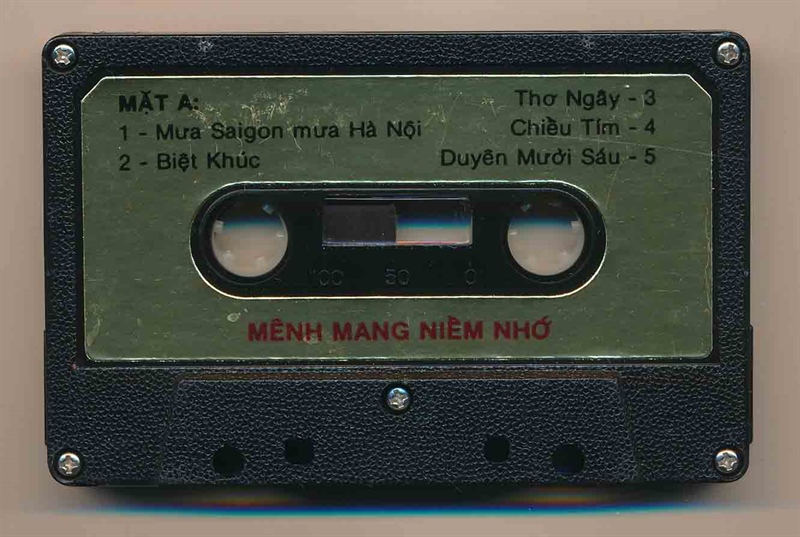 MẶT A:
1 - Mưa Saigon mưa Hà Nội
2 - Biệt Khúc
Thơ Ngây - 3
Chiều Tím - 4
Duyên Mười Sáu - 5
100 50 0
MÊNH MANG NIỀM NHỚ